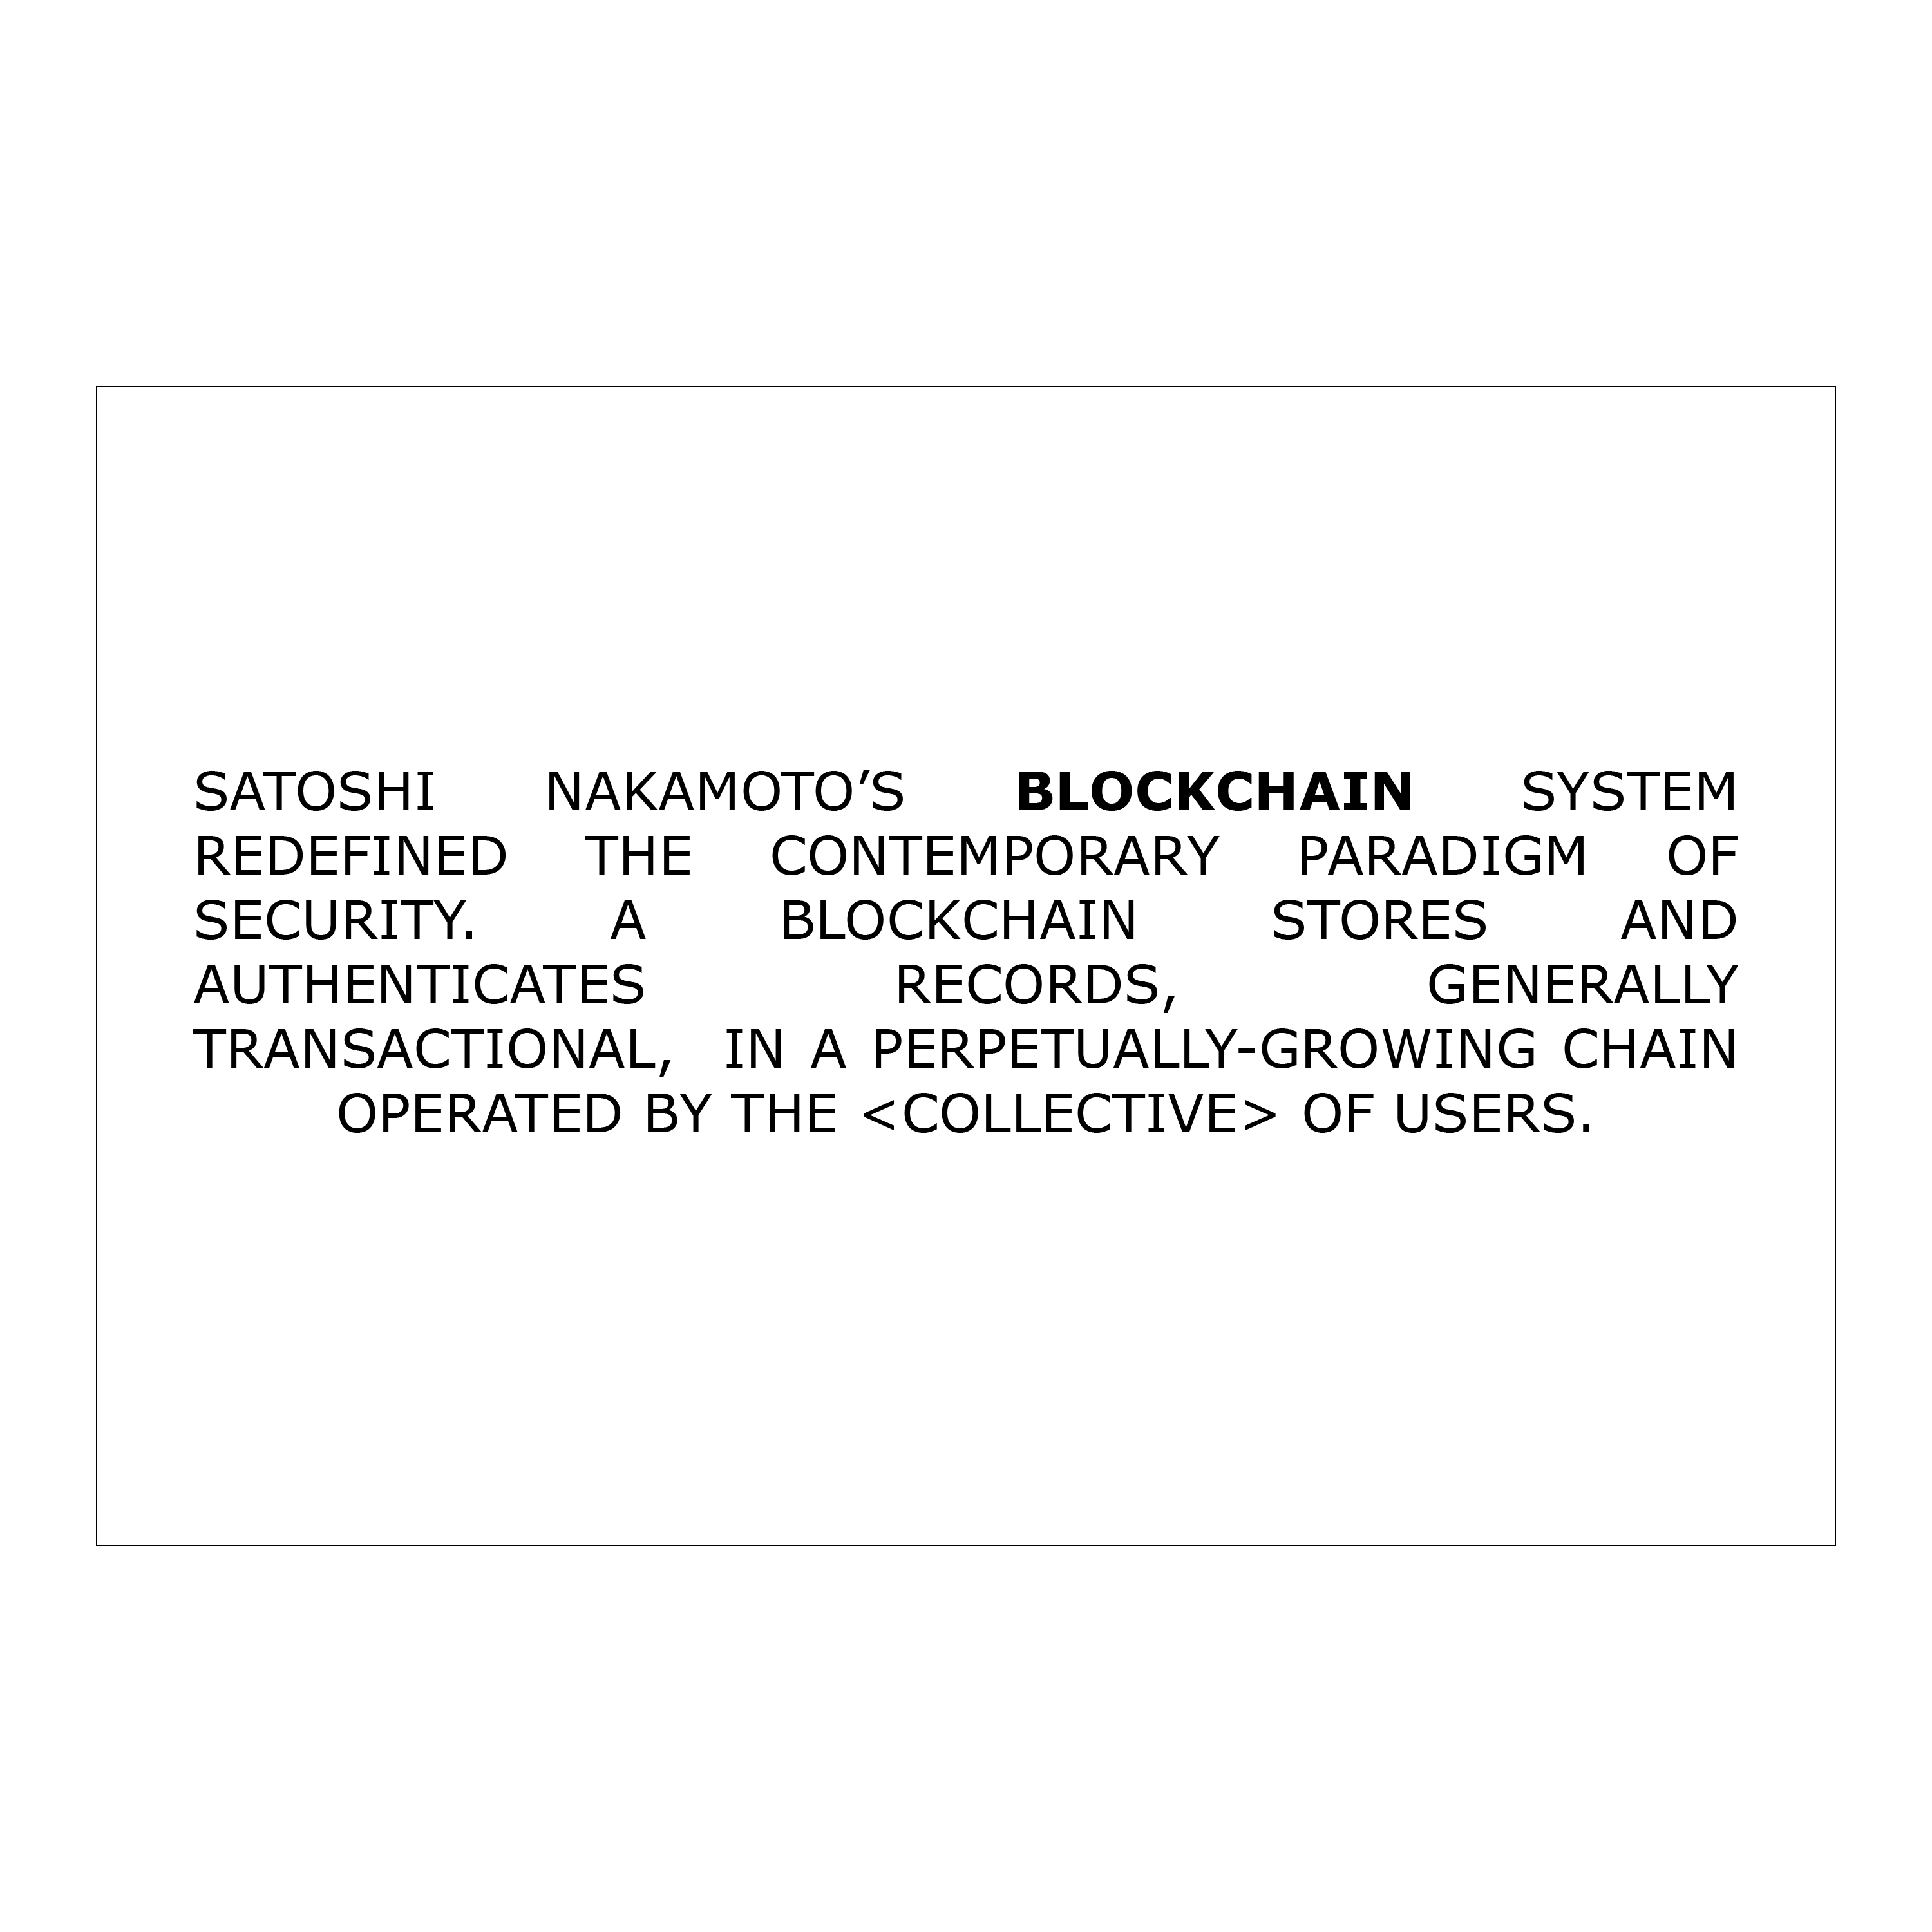 SATOSHI NAKAMOTO’S BLOCKCHAIN SYSTEM
REDEFINED THE CONTEMPORARY PARADIGM OF
SECURITY. A BLOCKCHAIN STORES AND
AUTHENTICATES RECORDS, GENERALLY
TRANSACTIONAL, IN A PERPETUALLY-GROWING CHAIN
OPERATED BY THE <COLLECTIVE> OF USERS.